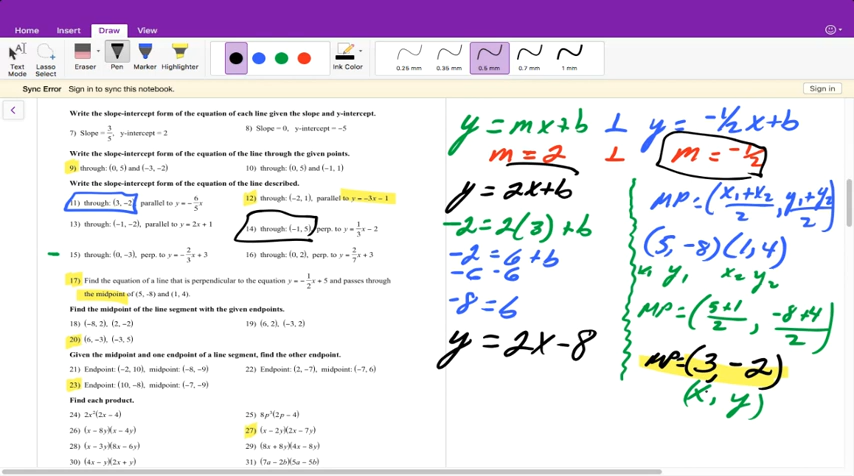 Home Insert Draw View
Text Mode
Lasso Select
Eraser
Pen
Marker
Highlighter
Ink Color
0.25 mm
0.35 mm
0.5 mm
0.7 mm
1 mm
Sync Error Sign in to sync this notebook.
Sign in
Write the slope-intercept form of the equation of each line given the slope and y-intercept.
7) Slope = 3/5, y-intercept = 2
8) Slope = 0, y-intercept = −5
Write the slope-intercept form of the equation of the line through the given points.
9) through: (0, 5) and (−3, −2)
10) through: (0, 5) and (−1, 1)
Write the slope-intercept form of the equation of the line described.
11) through: (3, −2), parallel to y = −6/5x
12) through: (−2, 1), parallel to y = −3x − 1
13) through: (−1, −2), parallel to y = 2x + 1
14) through: (−1, 5), perp. to y = 1/3x − 2
15) through: (0, −3), perp. to y = −2/3x + 3
16) through: (0, 2), perp. to y = 2/7x + 3
17) Find the equation of a line that is perpendicular to the equation y = −1/2x + 5 and passes through
the midpoint of (5, −8) and (1, 4).
Find the midpoint of the line segment with the given endpoints.
18) (−8, 2), (2, −2)
19) (6, 2), (−3, 2)
20) (6, −3), (−3, 5)
Given the midpoint and one endpoint of a line segment, find the other endpoint.
21) Endpoint: (−2, 10), midpoint: (−8, −9)
22) Endpoint: (2, −7), midpoint: (−7, 6)
23) Endpoint: (10, −8), midpoint: (−7, −9)
Find each product.
24) 2x²(2x − 4)
25) 8p³(2p − 4)
26) (x − 8y)(x − 4y)
27) (x − 2y)(2x − 7y)
28) (x − 3y)(8x − 6y)
29) (8x + 8y)(4x − 8y)
30) (4x − y)(2x + y)
31) (7a − 2b)(5a − 5b)
y = mx+b ⊥ y = -1/2x+b
m = 2 ⊥ m = -1/2
y = 2x+b
-2 = 2(3) + b
-2 = 6 + b
-6 -6
-8 = b
y = 2x - 8
MP = (x₁+x₂/2, y₁+y₂/2)
(5, -8) (1, 4)
x₁ y₁ x₂ y₂
MP = (5+1/2, -8+4/2)
MP = (3, -2)
(x, y)